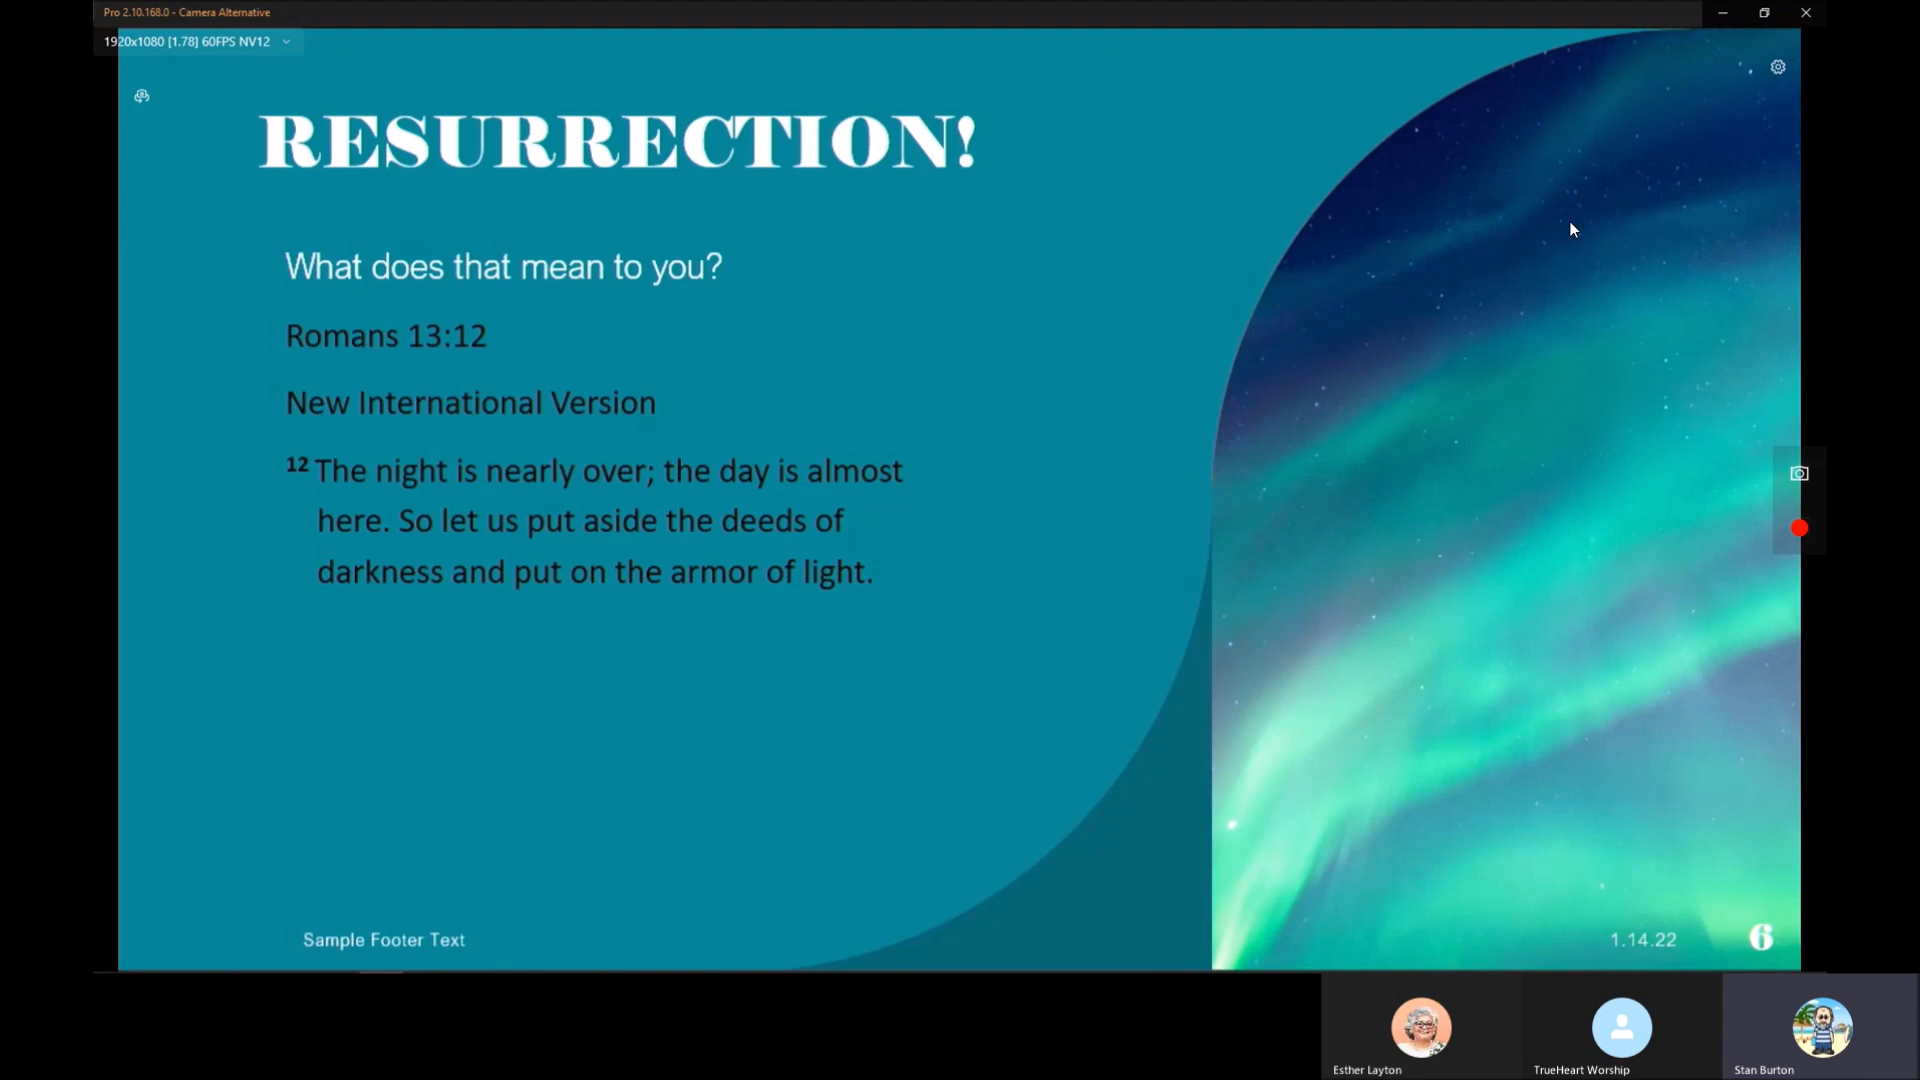 Pro 2.10.168.0 - Camera Alternative
1920x1080 [1.78] 60FPS NV12
RESURRECTION!
What does that mean to you?
Romans 13:12
New International Version
12 The night is nearly over; the day is almost
here. So let us put aside the deeds of
darkness and put on the armor of light.
Sample Footer Text
1.14.22
6
Esther Layton
TrueHeart Worship
Stan Burton